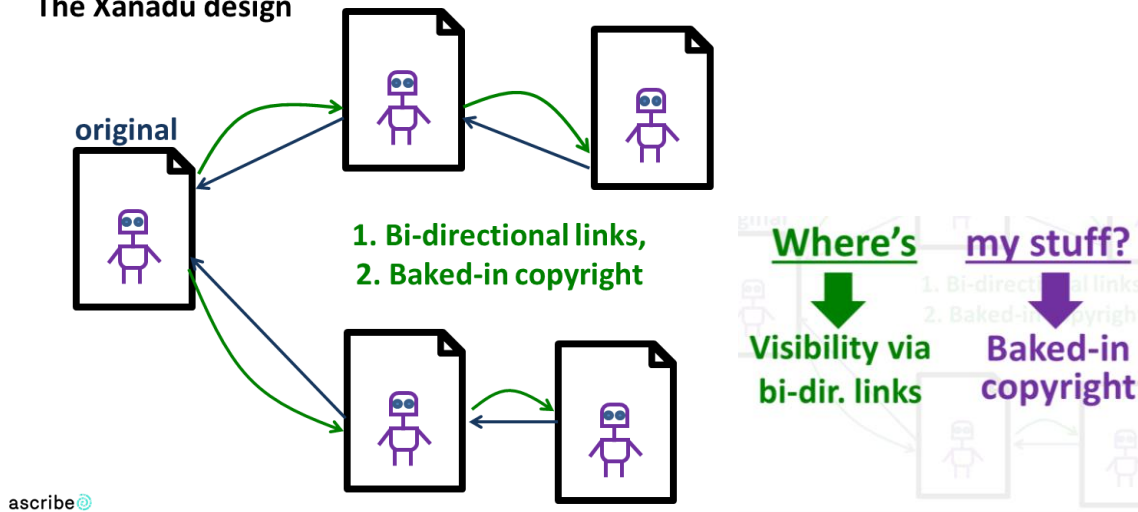 The Xanadu design
original
1. Bi-directional links,
2. Baked-in copyright
Where's my stuff?
Visibility via
bi-dir. links
Baked-in
copyright
ascribe